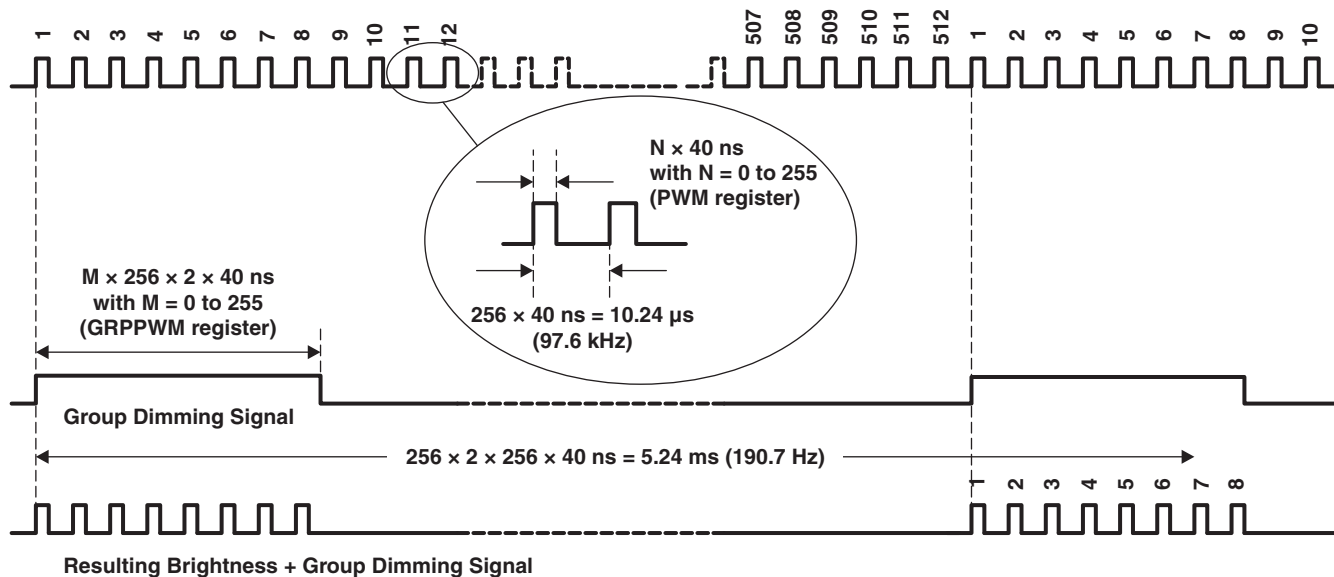 1 2 3 4 5 6 7 8 9 10 11 12 507 508 509 510 511 512 1 2 3 4 5 6 7 8 9 10
N × 40 ns
with N = 0 to 255
(PWM register)
M × 256 × 2 × 40 ns
with M = 0 to 255
(GRPPWM register)
256 × 40 ns = 10.24 µs
(97.6 kHz)
Group Dimming Signal
256 × 2 × 256 × 40 ns = 5.24 ms (190.7 Hz)
1 2 3 4 5 6 7 8
Resulting Brightness + Group Dimming Signal